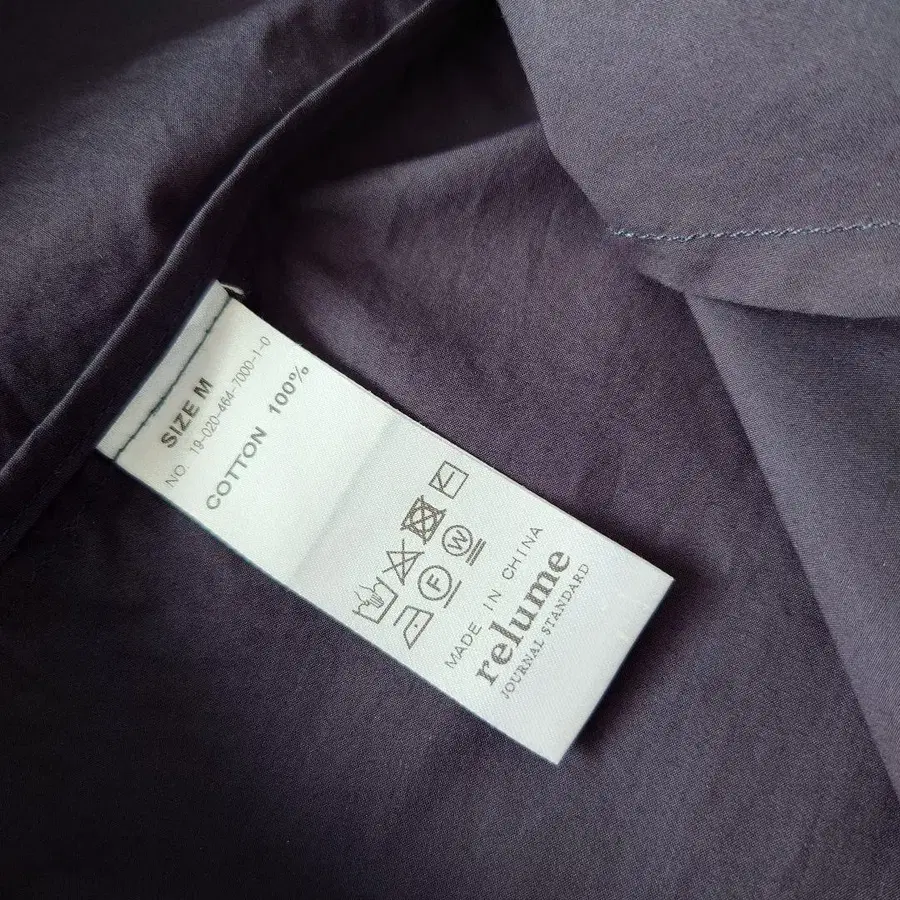 SIZE M
NO. 19-020-464-7000-1-0
COTTON 100%
F W
MADE IN CHINA
relume
JOURNAL STANDARD